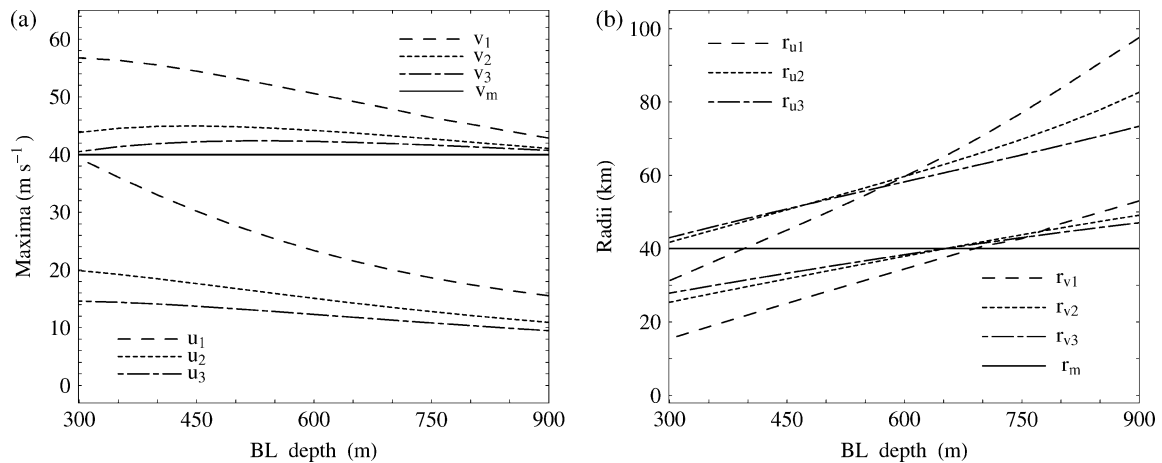 (a)
60
50
40
30
20
10
0
Maxima (m s⁻¹)
v₁
v₂
v₃
vₘ
u₁
u₂
u₃
300 450 600 750 900
BL depth (m)
(b)
100
80
60
40
20
0
Radii (km)
r_u1
r_u2
r_u3
r_v1
r_v2
r_v3
r_m
300 450 600 750 900
BL depth (m)